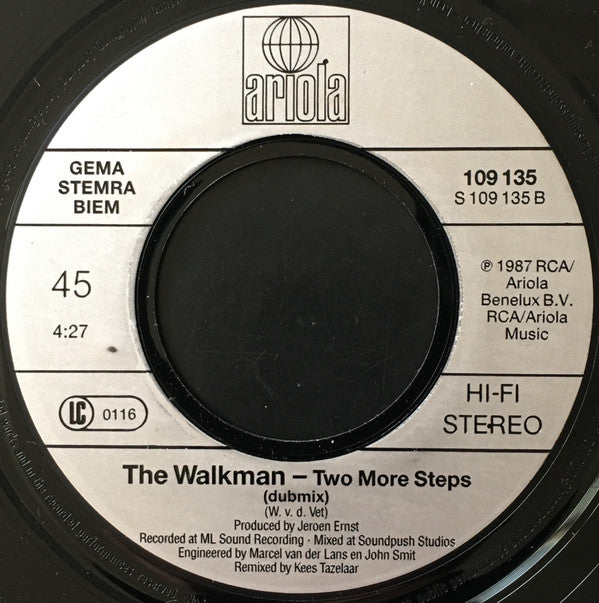 ariola
GEMA
STEMRA
BIEM
109 135
S 109 135 B
45
4:27
℗ 1987 RCA/
Ariola
Benelux B.V.
RCA/Ariola
Music
LC 0116
HI-FI
STEREO
The Walkman – Two More Steps
(dubmix)
(W. v. d. Vet)
Produced by Jeroen Ernst
Recorded at ML Sound Recording · Mixed at Soundpush Studios
Engineered by Marcel van der Lans en John Smit
Remixed by Kees Tazelaar